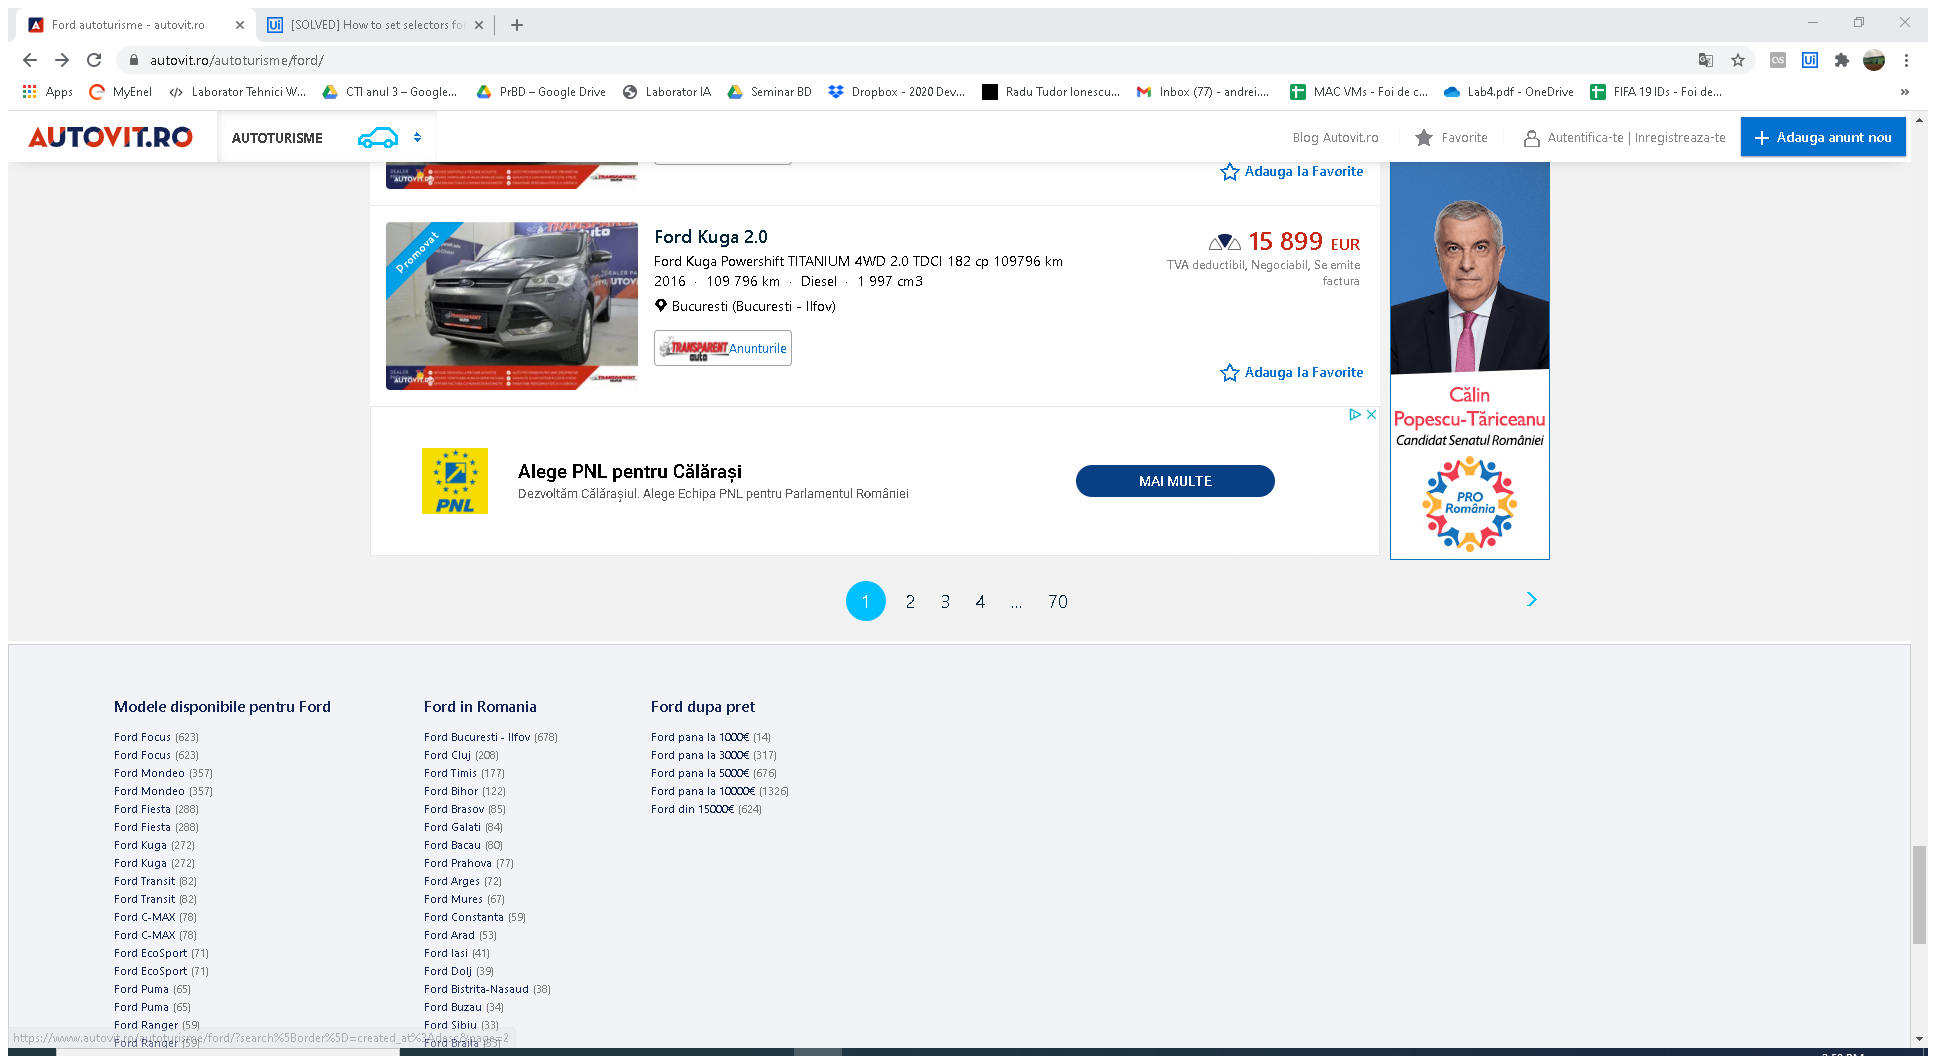 Ford autoturisme - autovit.ro
[SOLVED] How to set selectors fo
autovit.ro/autoturisme/ford/
Apps
MyEnel
Laborator Tehnici W...
CTI anul 3 – Google...
PrBD – Google Drive
Laborator IA
Seminar BD
Dropbox - 2020 Dev...
Radu Tudor Ionescu...
Inbox (77) - andrei....
MAC VMs - Foi de c...
Lab4.pdf - OneDrive
FIFA 19 IDs - Foi de...
»
AUTOVIT.RO
AUTOTURISME
Blog Autovit.ro
Favorite
Autentifica-te | Inregistreaza-te
Adauga anunt nou
Adauga la Favorite
Promovat
Ford Kuga 2.0
Ford Kuga Powershift TITANIUM 4WD 2.0 TDCI 182 cp 109796 km
2016 · 109 796 km · Diesel · 1 997 cm3
Bucuresti (Bucuresti - Ilfov)
TRANSPARENT auto
Anunturile
15 899 EUR
TVA deductibil, Negociabil, Se emite
factura
Adauga la Favorite
Călin
Popescu-Tăriceanu
Candidat Senatul României
PRO
România
PNL
Alege PNL pentru Călărași
Dezvoltăm Călărașiul. Alege Echipa PNL pentru Parlamentul României
MAI MULTE
1 2 3 4 ... 70
Modele disponibile pentru Ford
Ford Focus (623)
Ford Focus (623)
Ford Mondeo (357)
Ford Mondeo (357)
Ford Fiesta (288)
Ford Fiesta (288)
Ford Kuga (272)
Ford Kuga (272)
Ford Transit (82)
Ford Transit (82)
Ford C-MAX (78)
Ford C-MAX (78)
Ford EcoSport (71)
Ford EcoSport (71)
Ford Puma (65)
Ford Puma (65)
Ford Ranger (59)
Ford Ranger (59)
Ford in Romania
Ford Bucuresti - Ilfov (678)
Ford Cluj (208)
Ford Timis (177)
Ford Bihor (122)
Ford Brasov (85)
Ford Galati (84)
Ford Bacau (80)
Ford Prahova (77)
Ford Arges (72)
Ford Mures (67)
Ford Constanta (59)
Ford Arad (53)
Ford Iasi (41)
Ford Dolj (39)
Ford Bistrita-Nasaud (38)
Ford Buzau (34)
Ford Sibiu (33)
Ford Braila (33)
Ford dupa pret
Ford pana la 1000€ (14)
Ford pana la 3000€ (317)
Ford pana la 5000€ (676)
Ford pana la 10000€ (1326)
Ford din 15000€ (624)
https://www.autovit.ro/autoturisme/ford/?search%5Border%5D=created_at%3Adesc&page=2